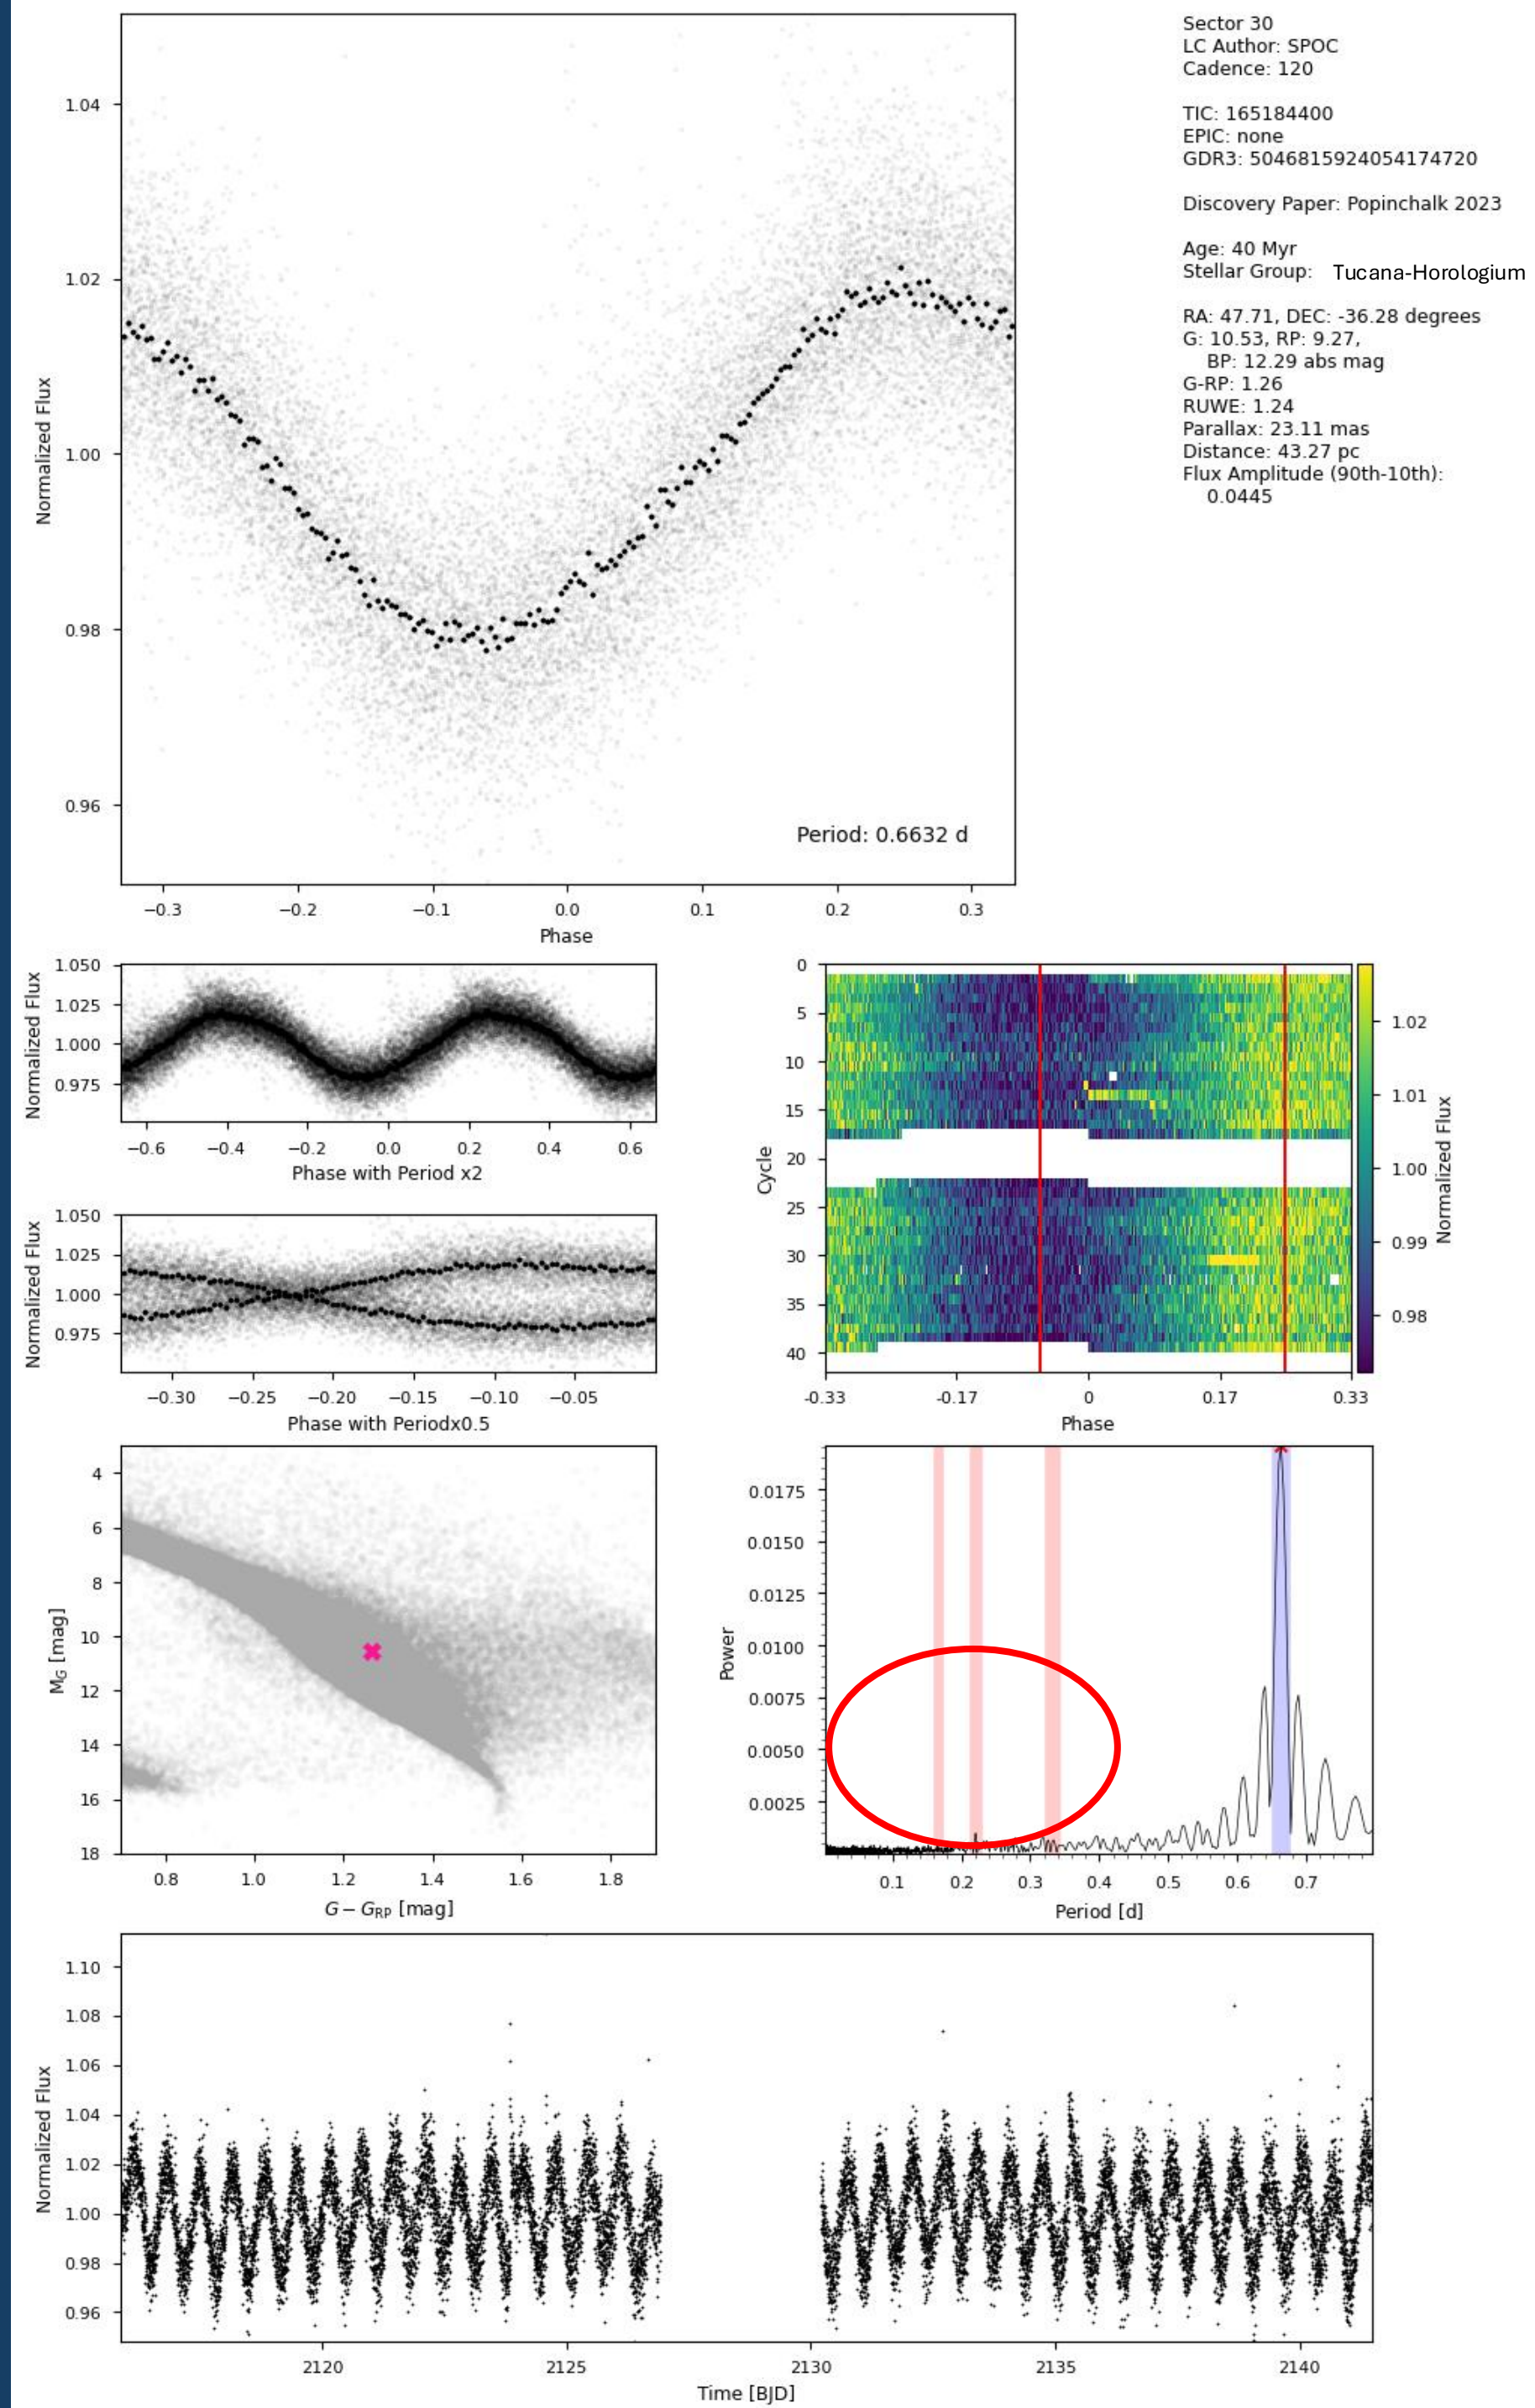 Sector 30
LC Author: SPOC
Cadence: 120
TIC: 165184400
EPIC: none
GDR3: 5046815924054174720
Discovery Paper: Popinchalk 2023
Age: 40 Myr
Stellar Group: Tucana-Horologium
RA: 47.71, DEC: -36.28 degrees
G: 10.53, RP: 9.27,
BP: 12.29 abs mag
G-RP: 1.26
RUWE: 1.24
Parallax: 23.11 mas
Distance: 43.27 pc
Flux Amplitude (90th-10th):
0.0445
Normalized Flux
1.04
1.02
1.00
0.98
0.96
Period: 0.6632 d
−0.3 −0.2 −0.1 0.0 0.1 0.2 0.3
Phase
Normalized Flux
1.050
1.025
1.000
0.975
−0.6 −0.4 −0.2 0.0 0.2 0.4 0.6
Phase with Period x2
Normalized Flux
1.050
1.025
1.000
0.975
−0.30 −0.25 −0.20 −0.15 −0.10 −0.05
Phase with Periodx0.5
Cycle
0
5
10
15
20
25
30
35
40
-0.33 -0.17 0 0.17 0.33
Phase
1.02
1.01
1.00
0.99
0.98
Normalized Flux
M_G [mag]
4
6
8
10
12
14
16
18
0.8 1.0 1.2 1.4 1.6 1.8
G − G_RP [mag]
Power
0.0175
0.0150
0.0125
0.0100
0.0075
0.0050
0.0025
0.1 0.2 0.3 0.4 0.5 0.6 0.7
Period [d]
Normalized Flux
1.10
1.08
1.06
1.04
1.02
1.00
0.98
0.96
2120 2125 2130 2135 2140
Time [BJD]